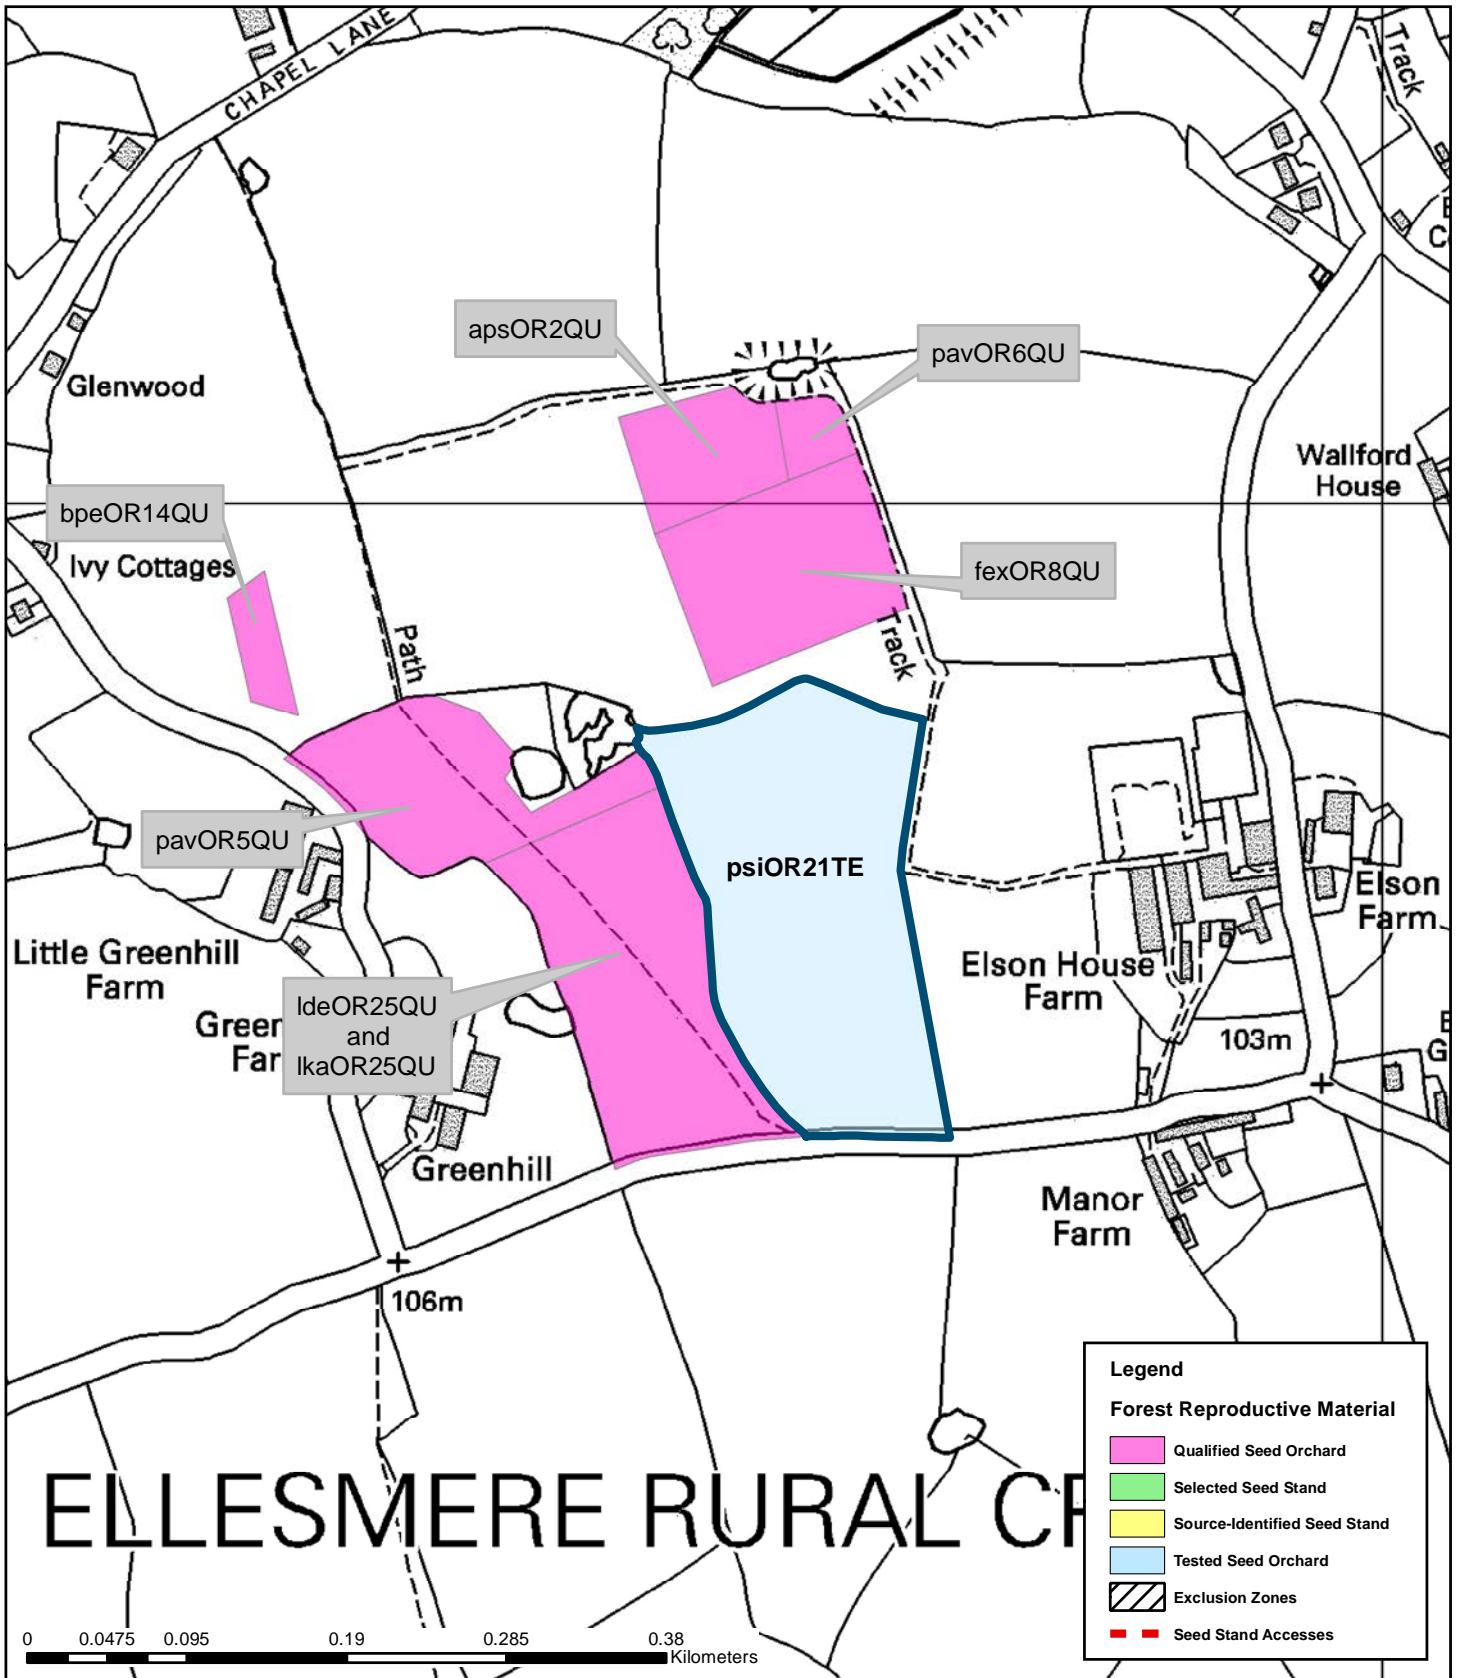 CHAPEL LANE
Track
apsOR2QU
pavOR6QU
Glenwood
Wallford
House
bpeOR14QU
Ivy Cottages
fexOR8QU
Path
Track
pavOR5QU
psiOR21TE
Elson
Farm
Little Greenhill
Farm
Elson House
Farm
ldeOR25QU
and
lkaOR25QU
103m
Greenhill
Manor
Farm
106m
ELLESMERE RURAL
Legend
Forest Reproductive Material
Qualified Seed Orchard
Selected Seed Stand
Source-Identified Seed Stand
Tested Seed Orchard
Exclusion Zones
Seed Stand Accesses
0 0.0475 0.095 0.19 0.285 0.38
Kilometers